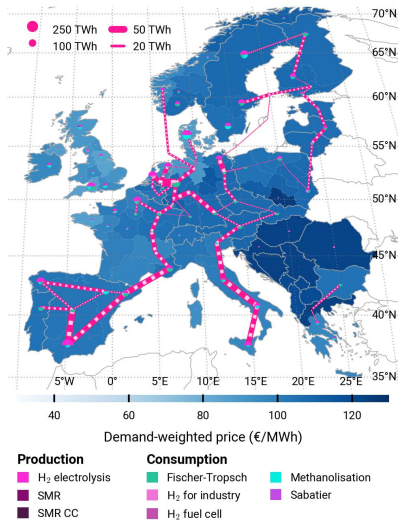 250 TWh 50 TWh
100 TWh 20 TWh
70°N
65°N
60°N
55°N
50°N
45°N
40°N
35°N
5°W 0° 5°E 10°E 15°E 20°E 25°E
40 60 80 100 120
Demand-weighted price (€/MWh)
Production Consumption
H₂ electrolysis Fischer-Tropsch Methanolisation
SMR H₂ for industry Sabatier
SMR CC H₂ fuel cell